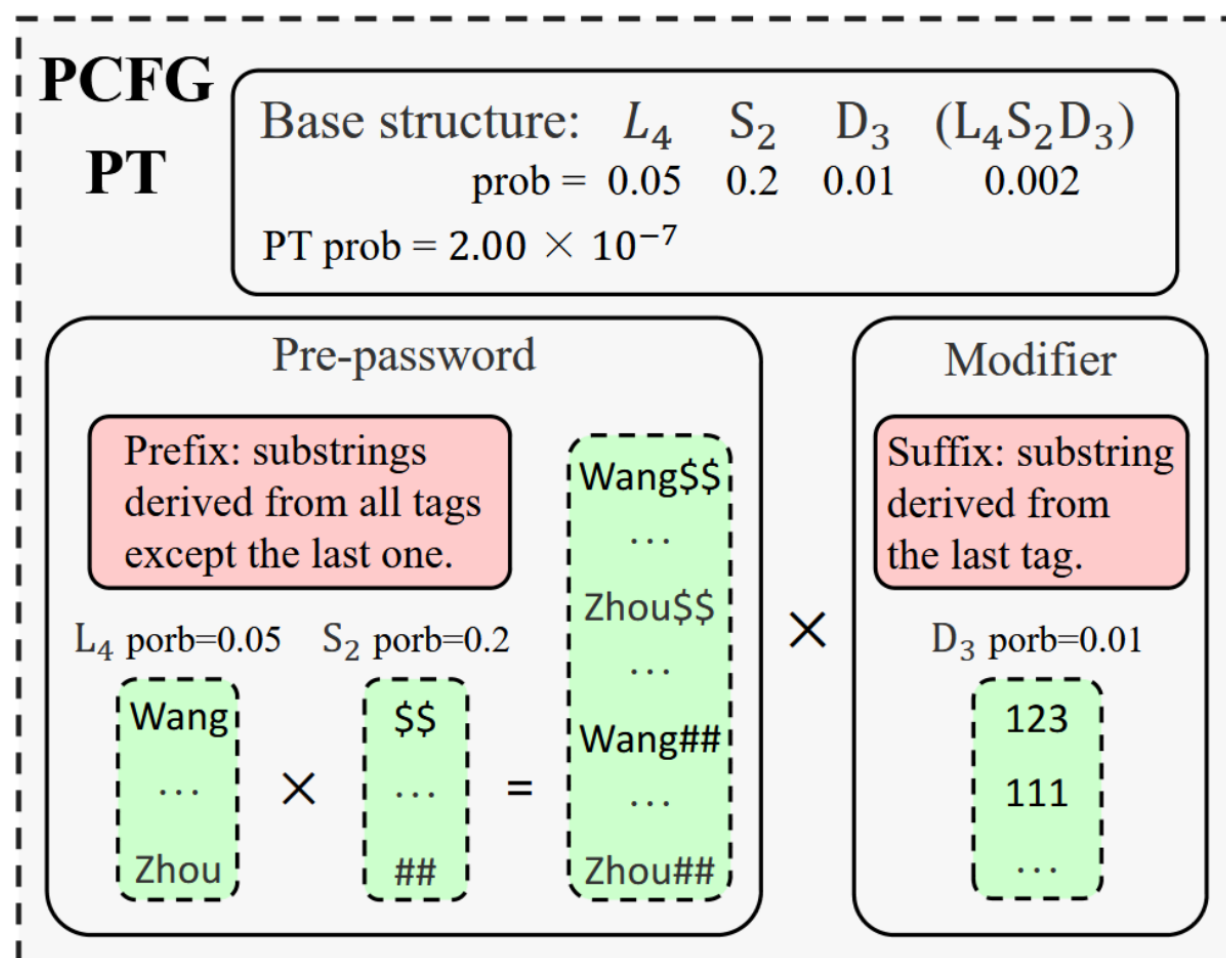 PCFG
PT
Base structure: L₄ S₂ D₃ (L₄S₂D₃)
prob = 0.05 0.2 0.01 0.002
PT prob = 2.00 × 10⁻⁷
Pre-password
Prefix: substrings
derived from all tags
except the last one.
L₄ porb=0.05 S₂ porb=0.2
Wang
...
Zhou
×
$$
...
##
=
Wang$$
...
Zhou$$
...
Wang##
...
Zhou##
×
Modifier
Suffix: substring
derived from
the last tag.
D₃ porb=0.01
123
111
...